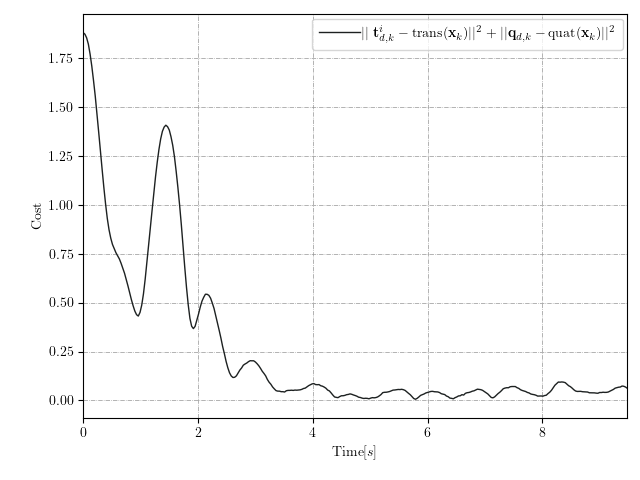 || t^i_{d,k} − trans(x_k)||^2 + ||q_{d,k} − quat(x_k)||^2
1.75
1.50
1.25
1.00
0.75
0.50
0.25
0.00
Cost
0 2 4 6 8
Time[s]